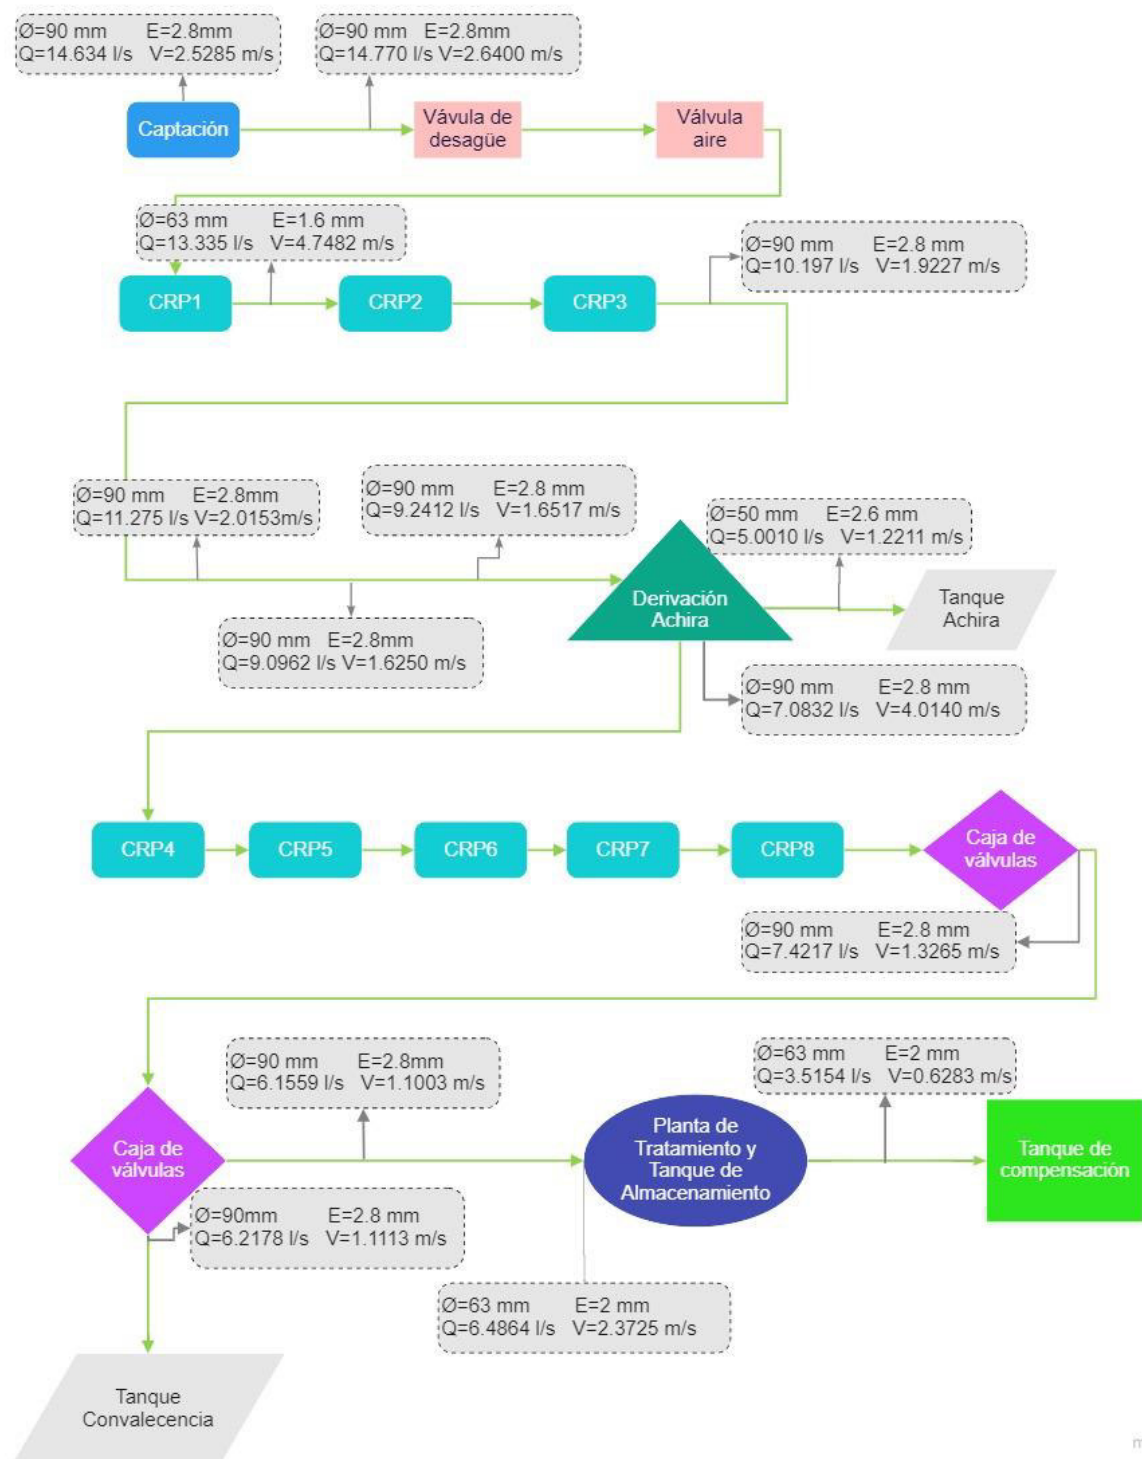 Ø=90 mm E=2.8mm
Q=14.634 l/s V=2.5285 m/s
Ø=90 mm E=2.8mm
Q=14.770 l/s V=2.6400 m/s
Captación
Vávula de
desagüe
Válvula
aire
Ø=63 mm E=1.6 mm
Q=13.335 l/s V=4.7482 m/s
Ø=90 mm E=2.8 mm
Q=10.197 l/s V=1.9227 m/s
CRP1
CRP2
CRP3
Ø=90 mm E=2.8mm
Q=11.275 l/s V=2.0153m/s
Ø=90 mm E=2.8 mm
Q=9.2412 l/s V=1.6517 m/s
Ø=50 mm E=2.6 mm
Q=5.0010 l/s V=1.2211 m/s
Derivación
Achira
Tanque
Achira
Ø=90 mm E=2.8mm
Q=9.0962 l/s V=1.6250 m/s
Ø=90 mm E=2.8 mm
Q=7.0832 l/s V=4.0140 m/s
CRP4
CRP5
CRP6
CRP7
CRP8
Caja de
válvulas
Ø=90 mm E=2.8 mm
Q=7.4217 l/s V=1.3265 m/s
Ø=90 mm E=2.8mm
Q=6.1559 l/s V=1.1003 m/s
Ø=63 mm E=2 mm
Q=3.5154 l/s V=0.6283 m/s
Caja de
válvulas
Planta de
Tratamiento y
Tanque de
Almacenamiento
Tanque de
compensación
Ø=90mm E=2.8 mm
Q=6.2178 l/s V=1.1113 m/s
Ø=63 mm E=2 mm
Q=6.4864 l/s V=2.3725 m/s
Tanque
Convalecencia
m